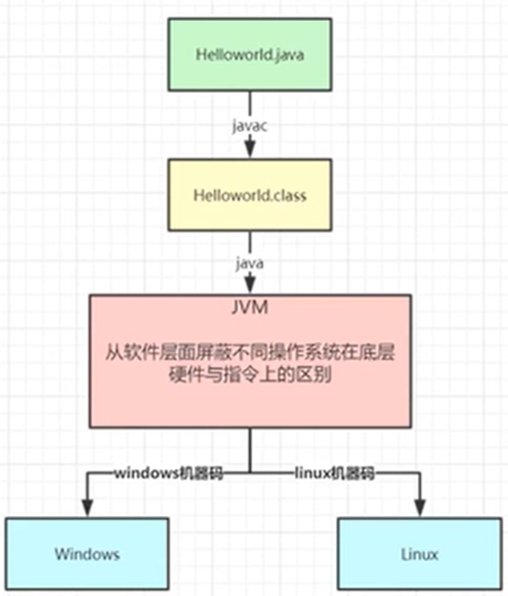 Helloworld.java
javac
Helloworld.class
java
JVM
从软件层面屏蔽不同操作系统在底层
硬件与指令上的区别
windows机器码
linux机器码
Windows
Linux